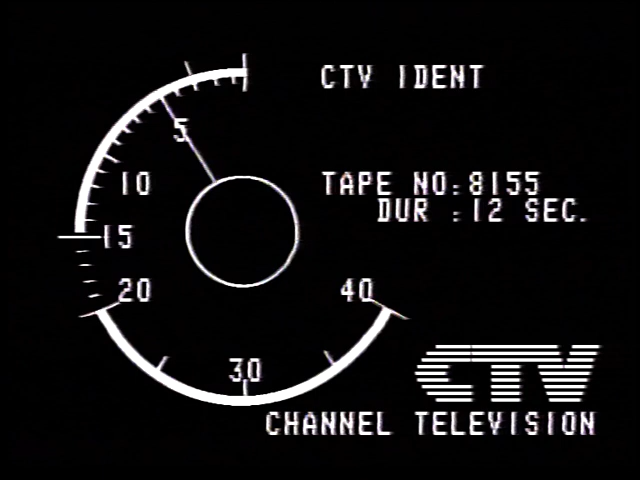 CTV IDENT
5
10
TAPE NO:8155
DUR :12 SEC.
15
20
40
30
CTV
CHANNEL TELEVISION